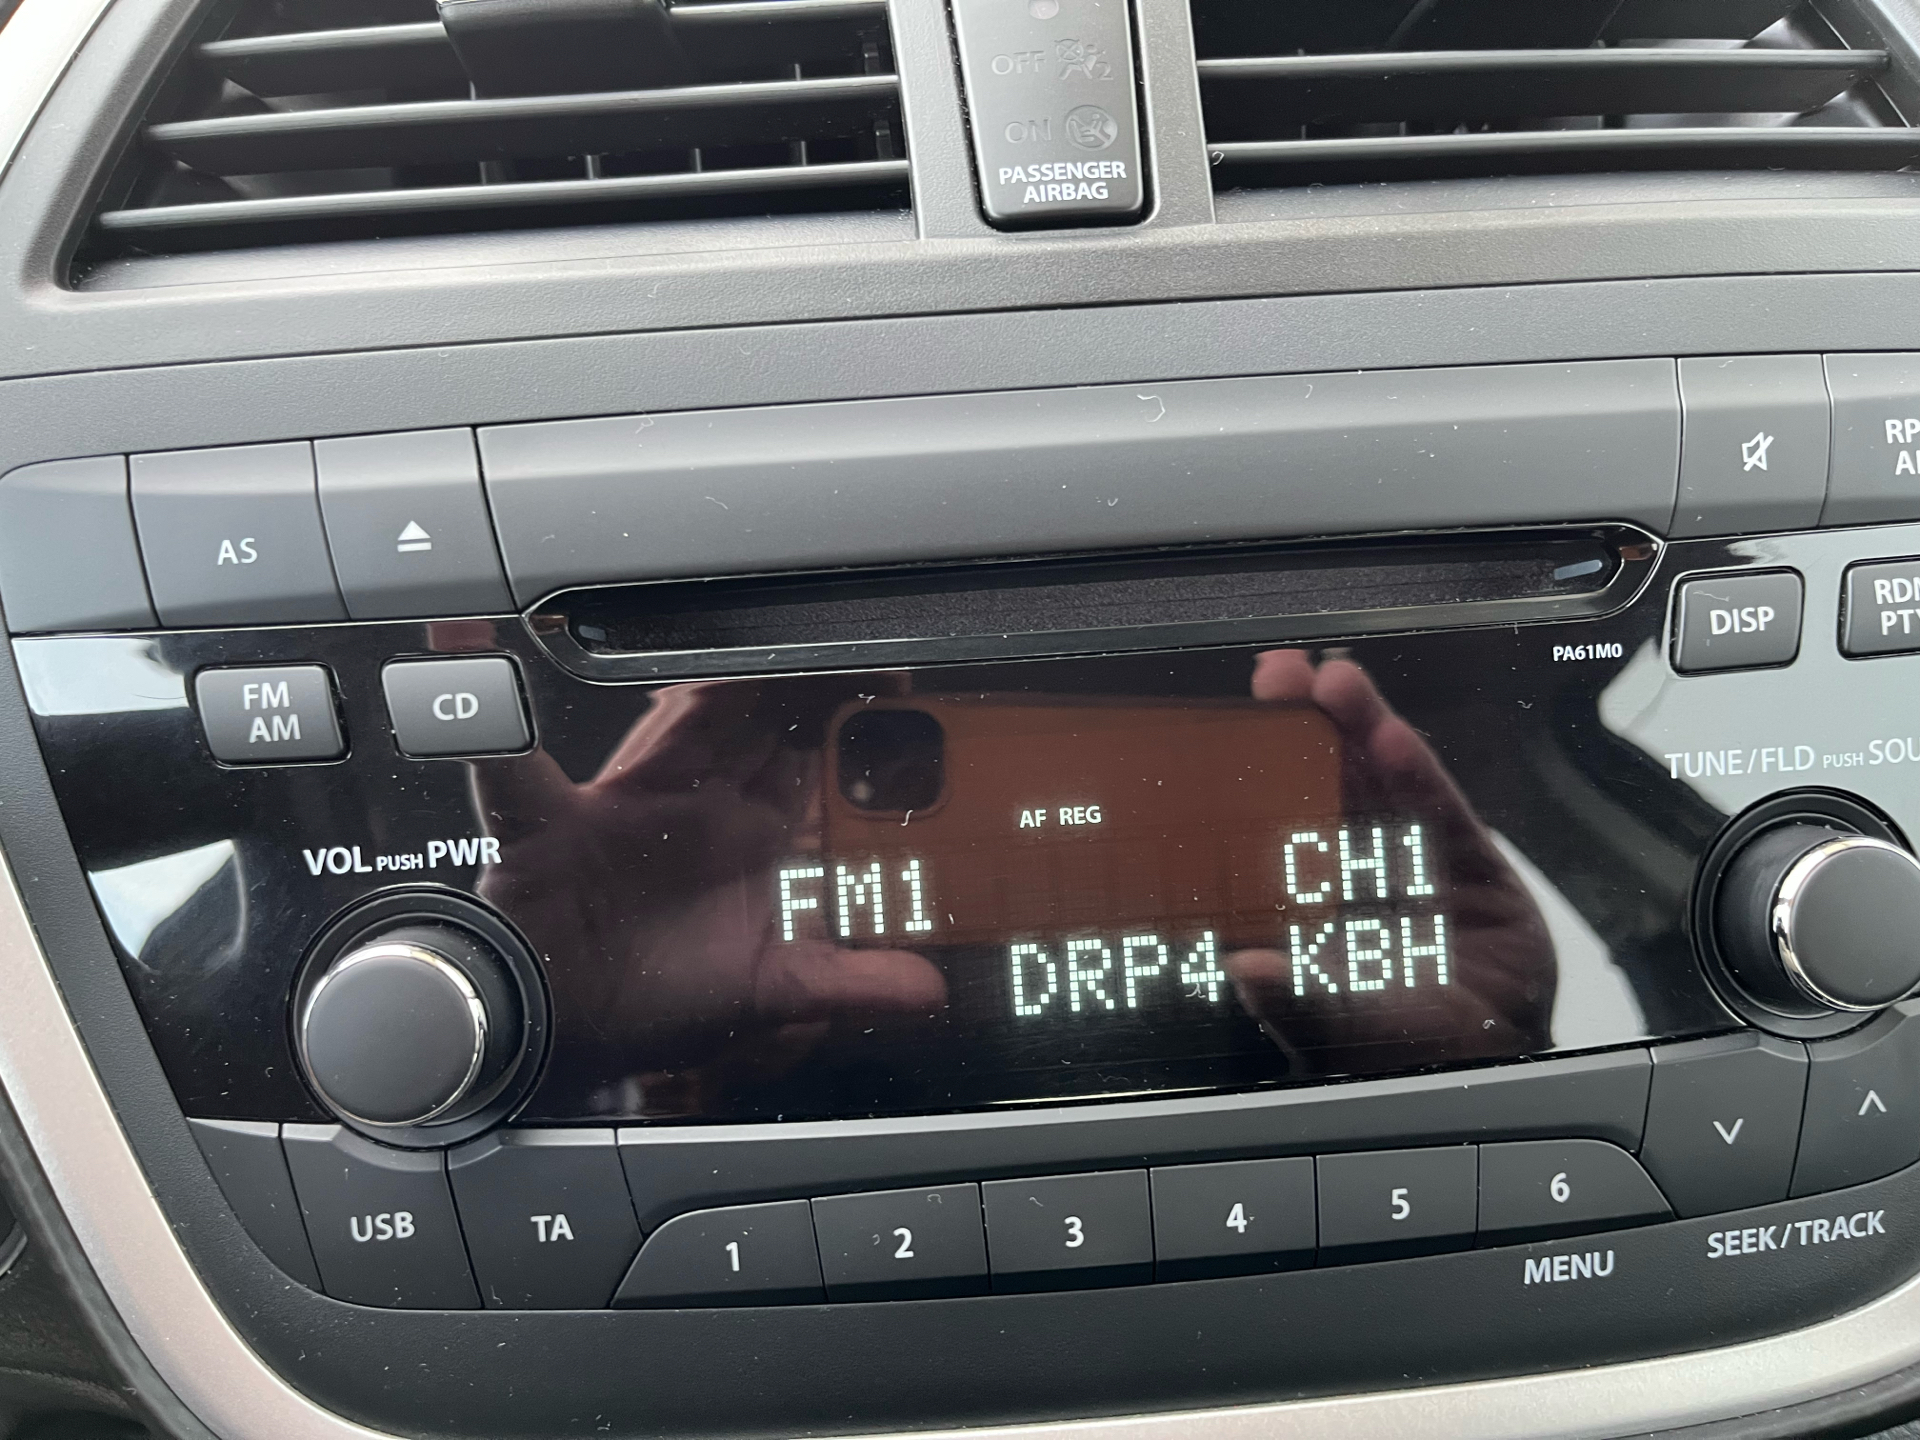 OFF 2
ON
PASSENGER
AIRBAG
AS
FM
AM
CD
PA61M0
DISP
VOL PUSH PWR
TUNE/FLD PUSH
AF REG
FM1 CH1
DRP4 KBH
USB
TA
1 2 3 4 5 6
MENU
SEEK/TRACK